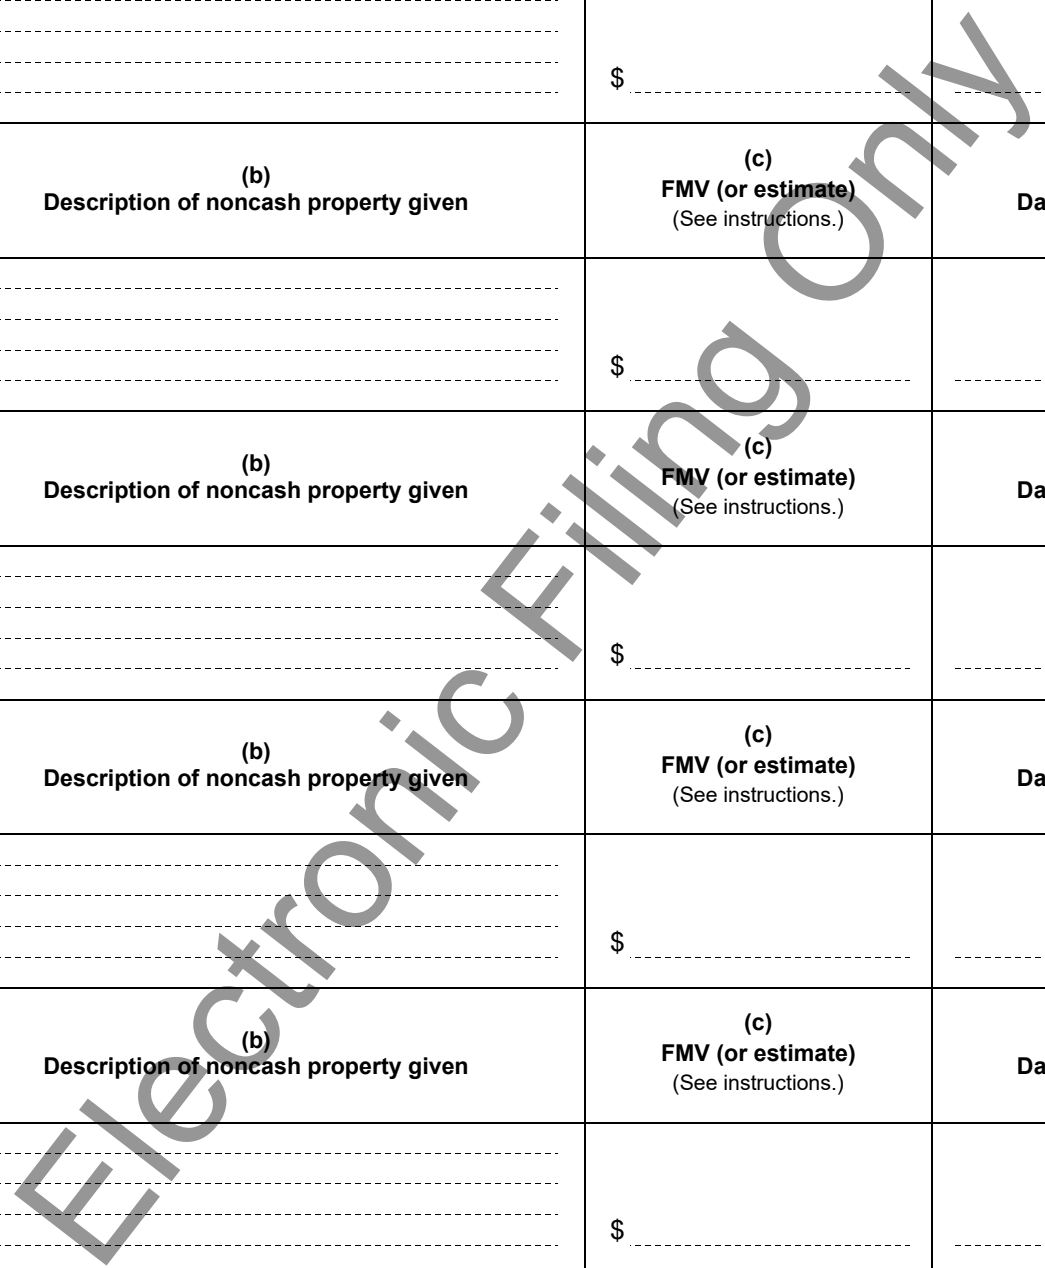 $
(b)
Description of noncash property given
(c)
FMV (or estimate)
(See instructions.)
Da
$
(b)
Description of noncash property given
(c)
FMV (or estimate)
(See instructions.)
Da
$
(b)
Description of noncash property given
(c)
FMV (or estimate)
(See instructions.)
Da
$
(b)
Description of noncash property given
(c)
FMV (or estimate)
(See instructions.)
Da
$
Electronic Filing Only